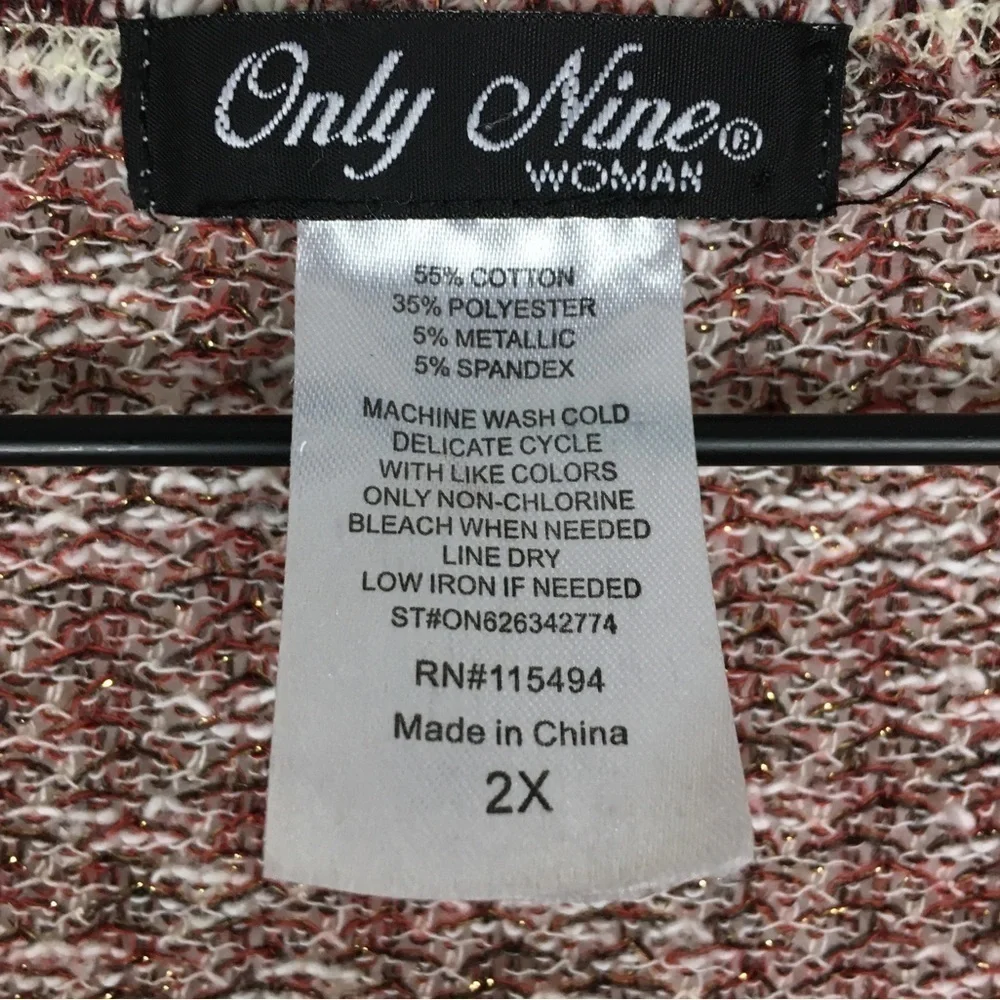 Only Nine®
WOMAN
55% COTTON
35% POLYESTER
5% METALLIC
5% SPANDEX
MACHINE WASH COLD
DELICATE CYCLE
WITH LIKE COLORS
ONLY NON-CHLORINE
BLEACH WHEN NEEDED
LINE DRY
LOW IRON IF NEEDED
ST#ON626342774
RN#115494
Made in China
2X